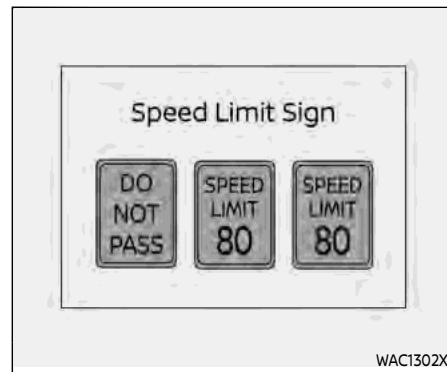 Speed Limit Sign
DO
NOT
PASS
SPEED
LIMIT
80
SPEED
LIMIT
80
WAC1302X